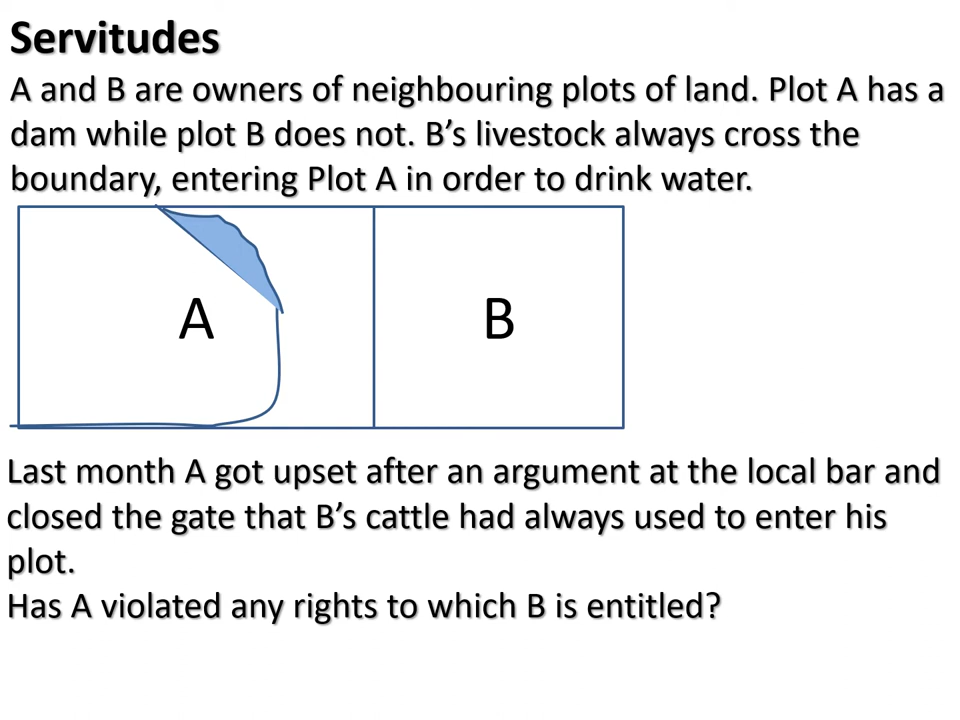 Servitudes
A and B are owners of neighbouring plots of land. Plot A has a
dam while plot B does not. B’s livestock always cross the
boundary, entering Plot A in order to drink water.
A
B
Last month A got upset after an argument at the local bar and
closed the gate that B’s cattle had always used to enter his
plot.
Has A violated any rights to which B is entitled?